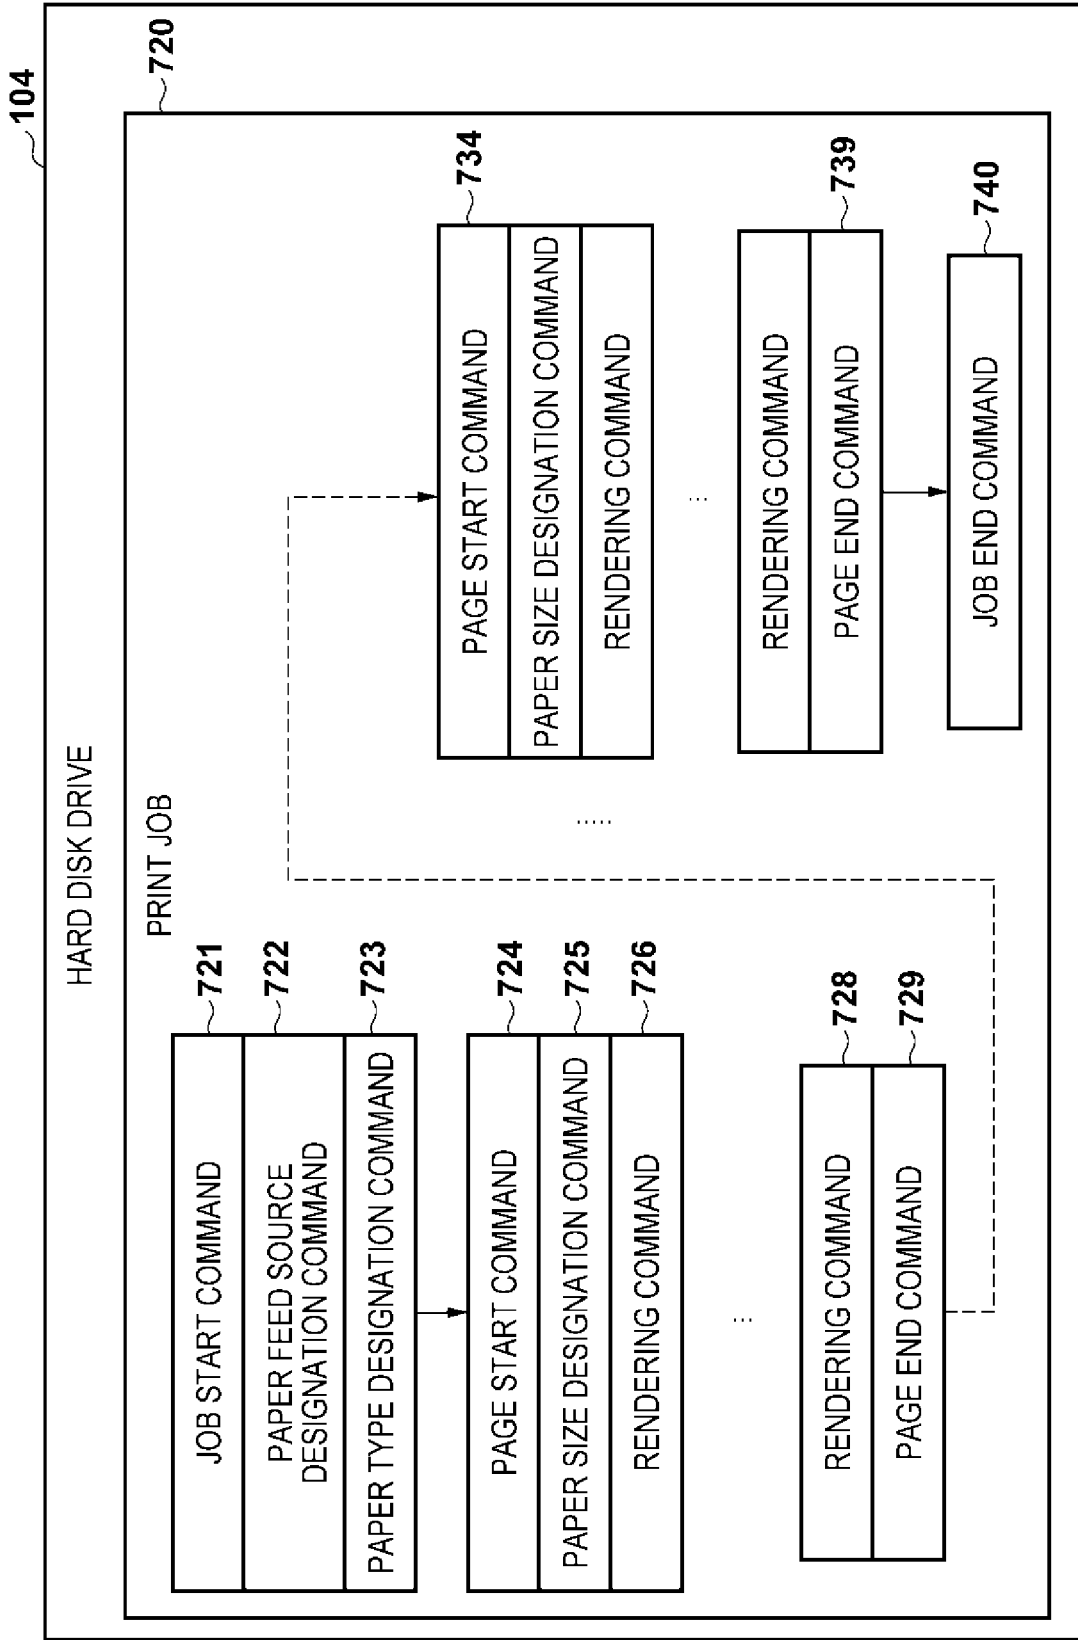 104
HARD DISK DRIVE
720
PRINT JOB
JOB START COMMAND
721
PAPER FEED SOURCE
DESIGNATION COMMAND
722
PAPER TYPE DESIGNATION COMMAND
723
PAGE START COMMAND
724
PAPER SIZE DESIGNATION COMMAND
725
RENDERING COMMAND
726
...
RENDERING COMMAND
728
PAGE END COMMAND
729
.....
PAGE START COMMAND
734
PAPER SIZE DESIGNATION COMMAND
RENDERING COMMAND
...
RENDERING COMMAND
PAGE END COMMAND
739
JOB END COMMAND
740